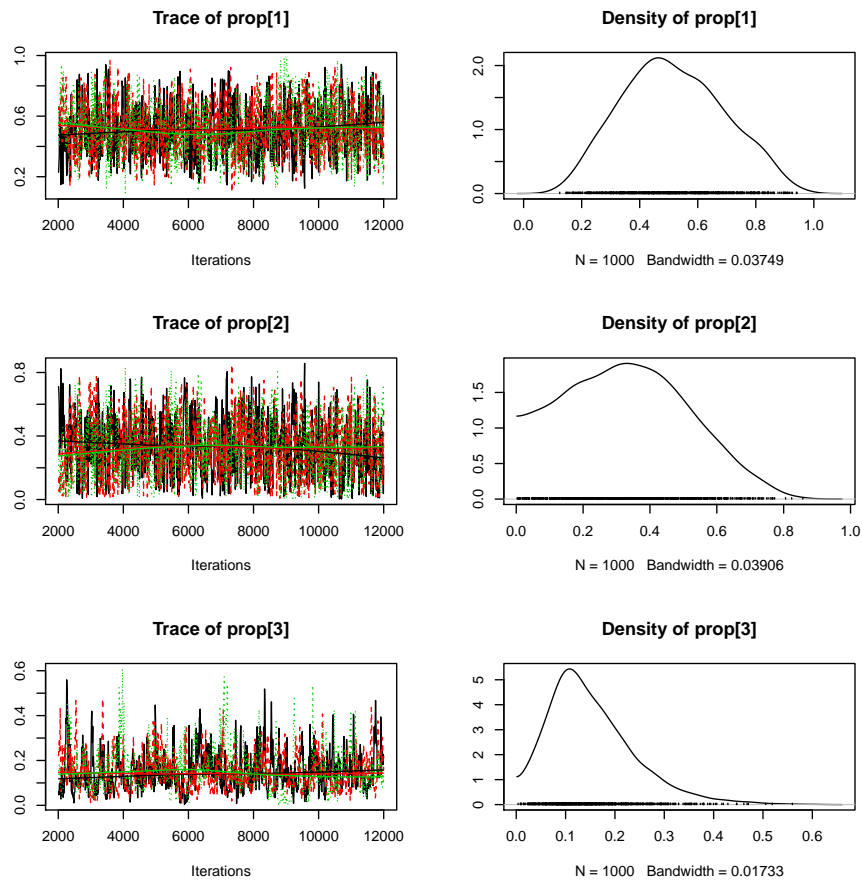 Trace of prop[1]
0.2 0.6 1.0
2000 4000 6000 8000 10000 12000
Iterations
Density of prop[1]
0.0 1.0 2.0
0.0 0.2 0.4 0.6 0.8 1.0
N = 1000 Bandwidth = 0.03749
Trace of prop[2]
0.0 0.4 0.8
2000 4000 6000 8000 10000 12000
Iterations
Density of prop[2]
0.0 0.5 1.0 1.5
0.0 0.2 0.4 0.6 0.8 1.0
N = 1000 Bandwidth = 0.03906
Trace of prop[3]
0.0 0.2 0.4 0.6
2000 4000 6000 8000 10000 12000
Iterations
Density of prop[3]
0 1 2 3 4 5
0.0 0.1 0.2 0.3 0.4 0.5 0.6
N = 1000 Bandwidth = 0.01733